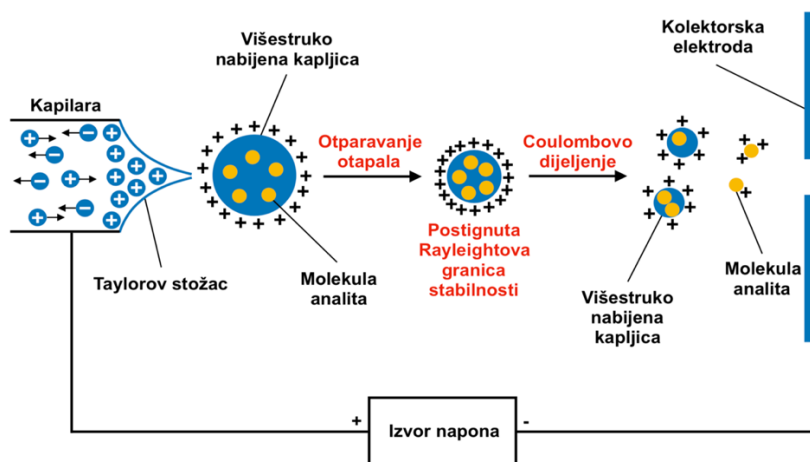 Kapilara
Taylorov stožac
Višestruko
nabijena kapljica
Molekula
analita
Otparavanje
otapala
Postignuta
Rayleightova
granica
stabilnosti
Coulombovo
dijeljenje
Kolektorska
elektroda
Višestruko
nabijena
kapljica
Molekula
analita
+ Izvor napona -